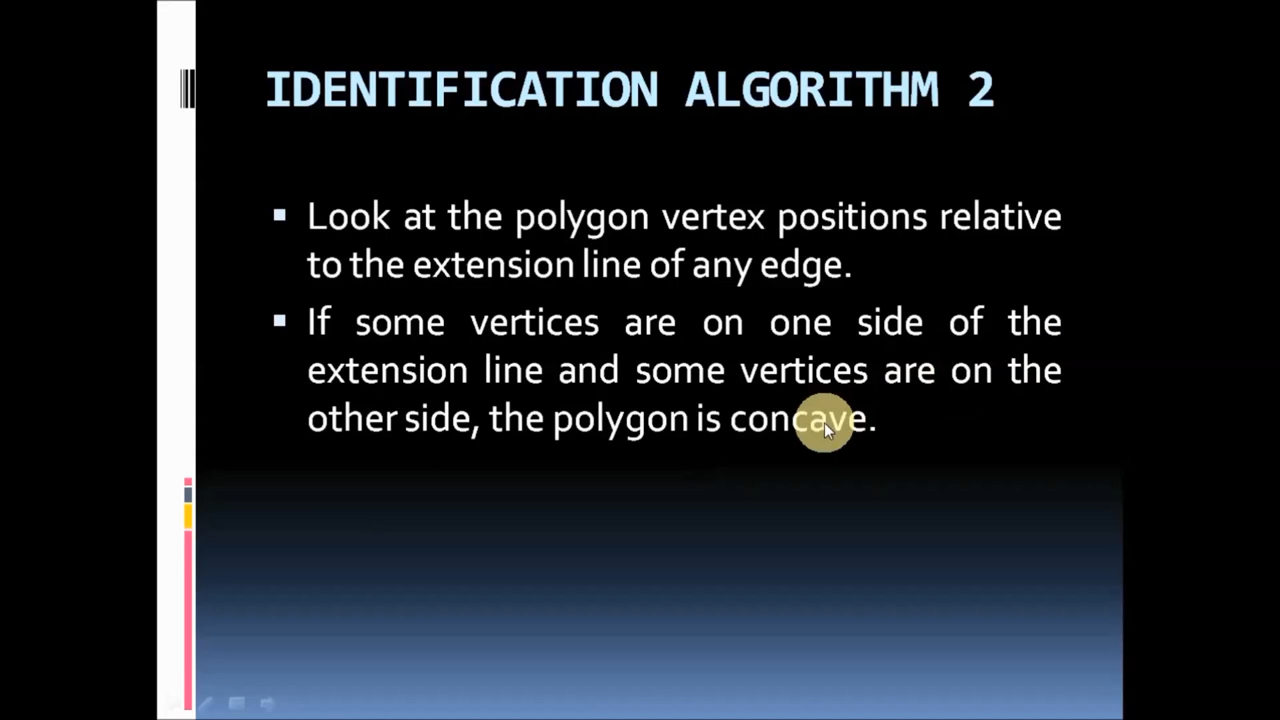 IDENTIFICATION ALGORITHM 2
Look at the polygon vertex positions relative
to the extension line of any edge.
If some vertices are on one side of the
extension line and some vertices are on the
other side, the polygon is concave.